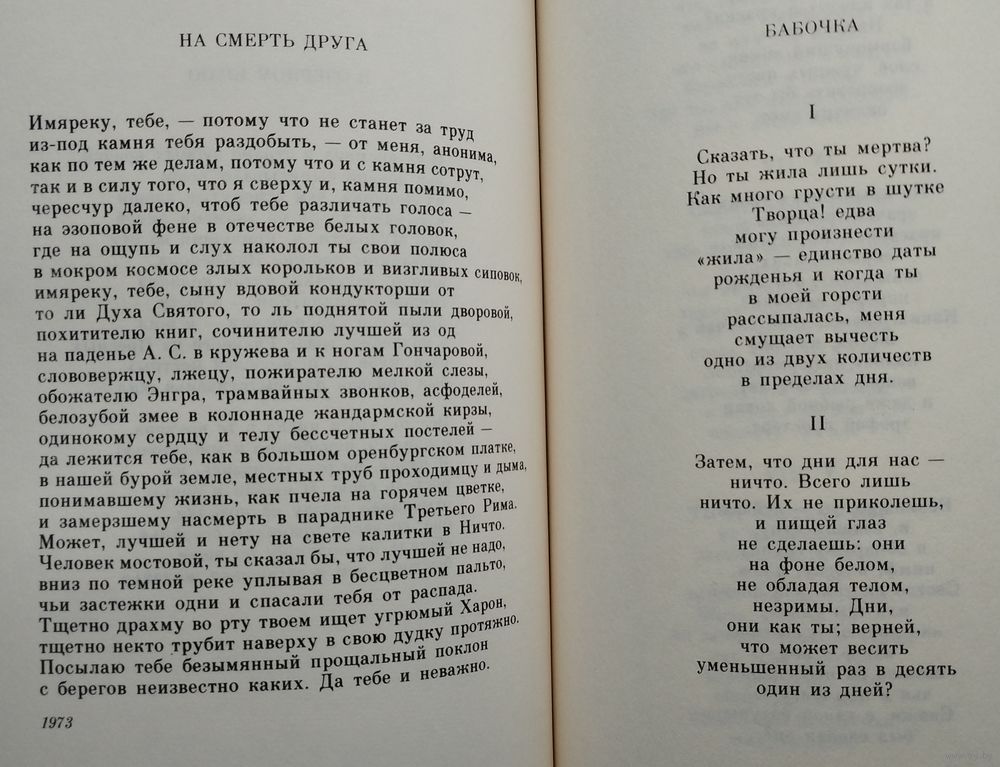 НА СМЕРТЬ ДРУГА
Имяреку, тебе, — потому что не станет за труд
из-под камня тебя раздобыть, — от меня, анонима,
как по тем же делам, потому что и с камня сотрут,
так и в силу того, что я сверху и, камня помимо,
чересчур далеко, чтоб тебе различать голоса —
на эзоповой фене в отечестве белых головок,
где на ощупь и слух наколол ты свои полюса
в мокром космосе злых корольков и визгливых сиповок,
имяреку, тебе, сыну вдовой кондукторши от
то ли Духа Святого, то ль поднятой пыли дворовой,
похитителю книг, сочинителю лучшей из од
на паденье А. С. в кружева и к ногам Гончаровой,
слововержцу, лжецу, пожирателю мелкой слезы,
обожателю Энгра, трамвайных звонков, асфоделей,
белозубой змее в колоннаде жандармской кирзы,
одинокому сердцу и телу бессчетных постелей —
да лежится тебе, как в большом оренбургском платке,
в нашей бурой земле, местных труб проходимцу и дыма,
понимавшему жизнь, как пчела на горячем цветке,
и замерзшему насмерть в параднике Третьего Рима.
Может, лучшей и нету на свете калитки в Ничто.
Человек мостовой, ты сказал бы, что лучшей не надо,
вниз по темной реке уплывая в бесцветном пальто,
чьи застежки одни и спасали тебя от распада.
Тщетно драхму во рту твоем ищет угрюмый Харон,
тщетно некто трубит наверху в свою дудку протяжно.
Посылаю тебе безымянный прощальный поклон
с берегов неизвестно каких. Да тебе и неважно.
1973
БАБОЧКА
I
Сказать, что ты мертва?
Но ты жила лишь сутки.
Как много грусти в шутке
Творца! едва
могу произнести
«жила» — единство даты
рожденья и когда ты
в моей горсти
рассыпалась, меня
смущает вычесть
одно из двух количеств
в пределах дня.
II
Затем, что дни для нас —
ничто. Всего лишь
ничто. Их не приколешь,
и пищей глаз
не сделаешь: они
на фоне белом,
не обладая телом,
незримы. Дни,
они как ты; верней,
что может весить
уменьшенный раз в десять
один из дней?